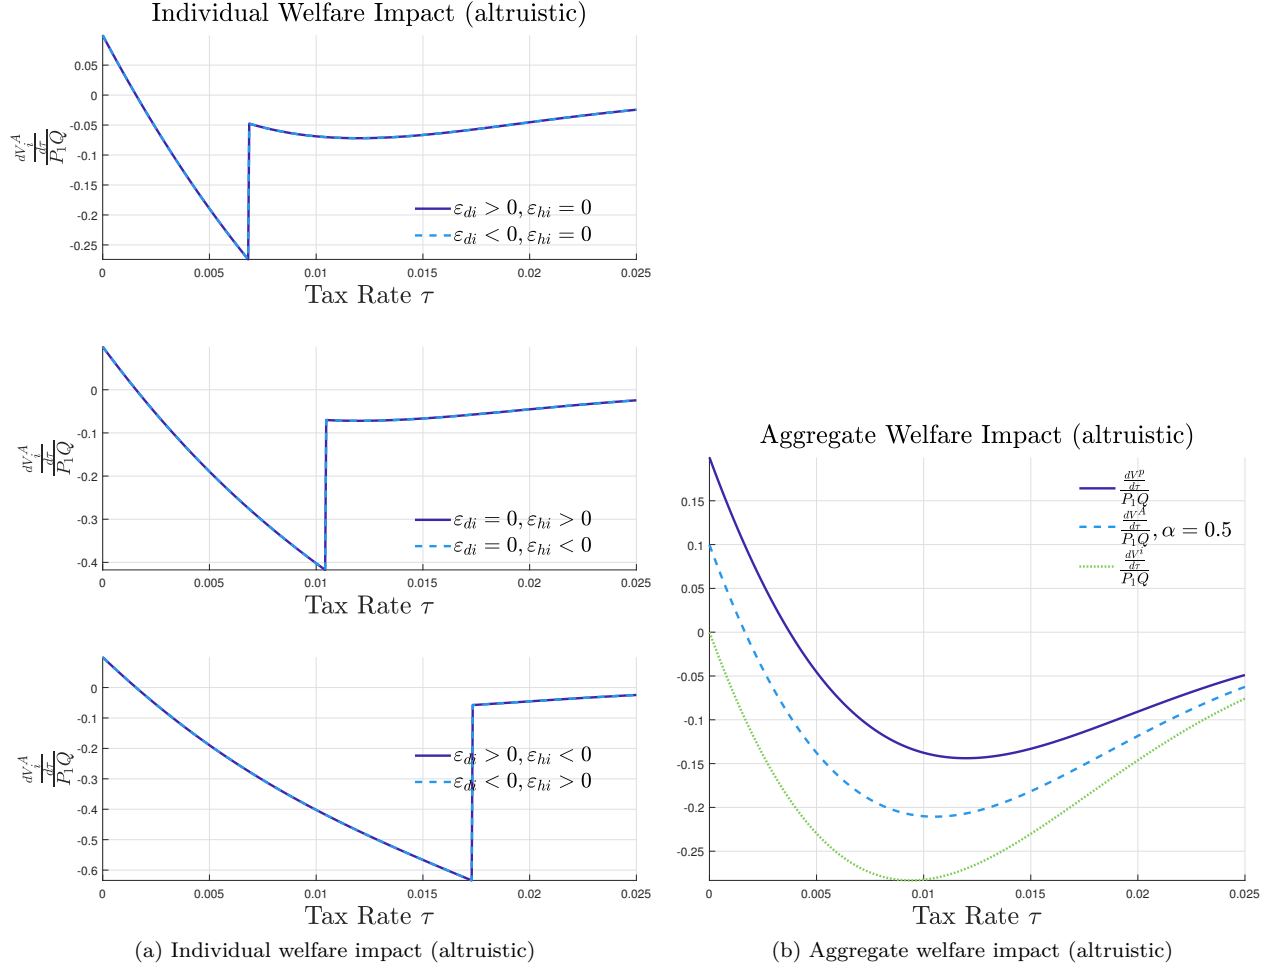 Individual Welfare Impact (altruistic)
0.05
0
-0.05
-0.1
-0.15
-0.2
-0.25
dV_i^A
dτ
P₁Q
ε_di > 0, ε_hi = 0
ε_di < 0, ε_hi = 0
0 0.005 0.01 0.015 0.02 0.025
Tax Rate τ
0
-0.1
-0.2
-0.3
-0.4
dV_i^A
dτ
P₁Q
ε_di = 0, ε_hi > 0
ε_di = 0, ε_hi < 0
0 0.005 0.01 0.015 0.02 0.025
Tax Rate τ
0
-0.1
-0.2
-0.3
-0.4
-0.5
-0.6
dV_i^A
dτ
P₁Q
ε_di > 0, ε_hi < 0
ε_di < 0, ε_hi > 0
0 0.005 0.01 0.015 0.02 0.025
Tax Rate τ
(a) Individual welfare impact (altruistic)
Aggregate Welfare Impact (altruistic)
0.15
0.1
0.05
0
-0.05
-0.1
-0.15
-0.2
-0.25
dV^p
dτ
P₁Q
dV^A
dτ
P₁Q , α = 0.5
dV^i
dτ
P₁Q
0 0.005 0.01 0.015 0.02 0.025
Tax Rate τ
(b) Aggregate welfare impact (altruistic)